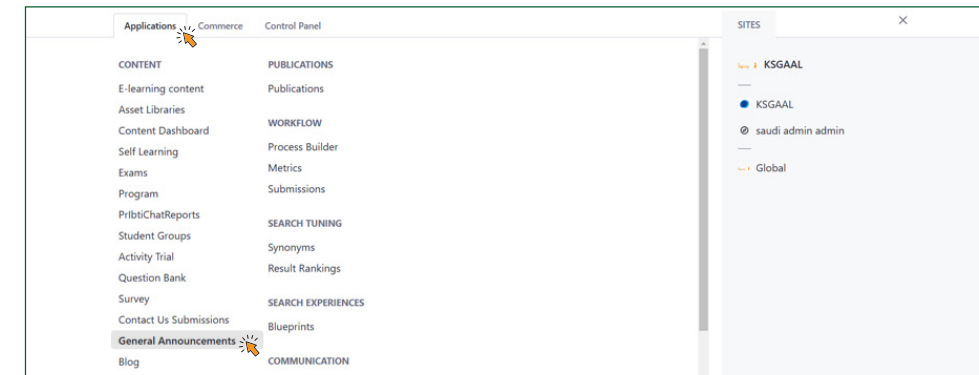 Applications Commerce Control Panel
CONTENT
E-learning content
Asset Libraries
Content Dashboard
Self Learning
Exams
Program
PrIbtiChatReports
Student Groups
Activity Trial
Question Bank
Survey
Contact Us Submissions
General Announcements
Blog
PUBLICATIONS
Publications
WORKFLOW
Process Builder
Metrics
Submissions
SEARCH TUNING
Synonyms
Result Rankings
SEARCH EXPERIENCES
Blueprints
COMMUNICATION
SITES
KSGAAL
KSGAAL
saudi admin admin
Global